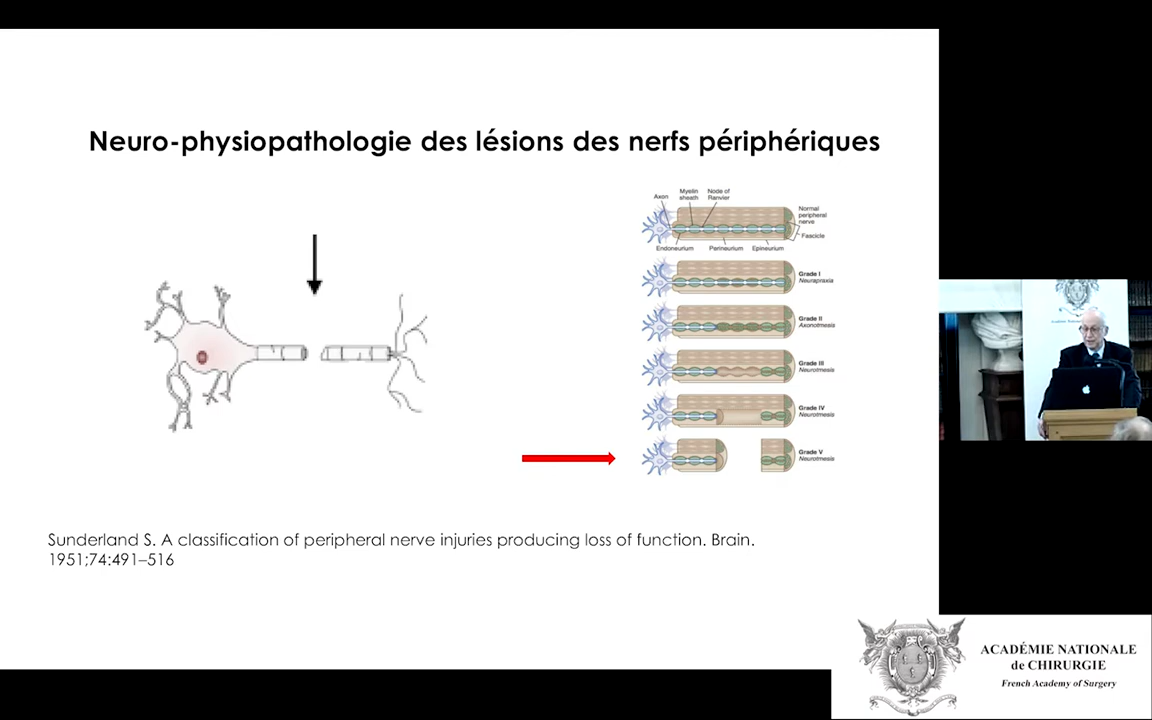 Neuro-physiopathologie des lésions des nerfs périphériques
Axon
Myelin
sheath
Node of
Ranvier
Normal
peripheral
nerve
Fascicle
Endoneurium
Perineurium
Epineurium
Grade I
Neurapraxia
Grade II
Axonotmesis
Grade III
Neurotmesis
Grade IV
Neurotmesis
Grade V
Neurotmesis
Sunderland S. A classification of peripheral nerve injuries producing loss of function. Brain.
1951;74:491–516
ACADÉMIE NATIONALE
de CHIRURGIE
French Academy of Surgery